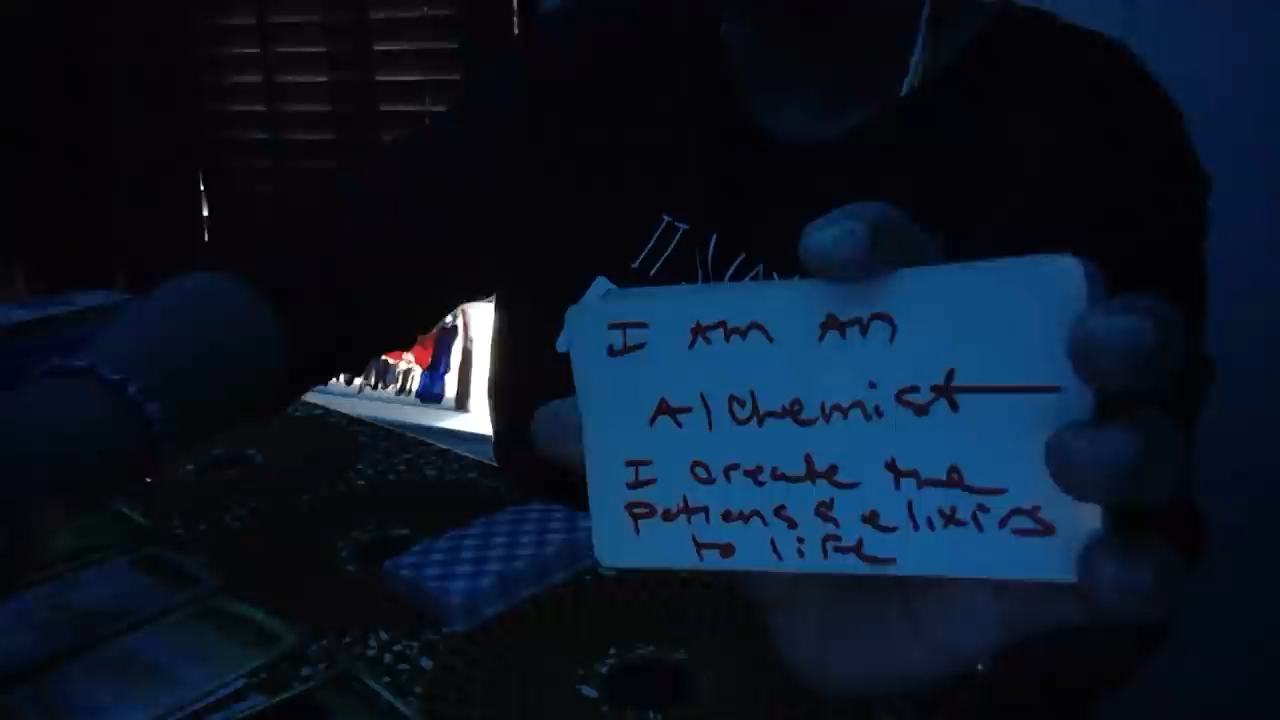 I Am An
Alchemist
I create the
potions & elixirs
to life